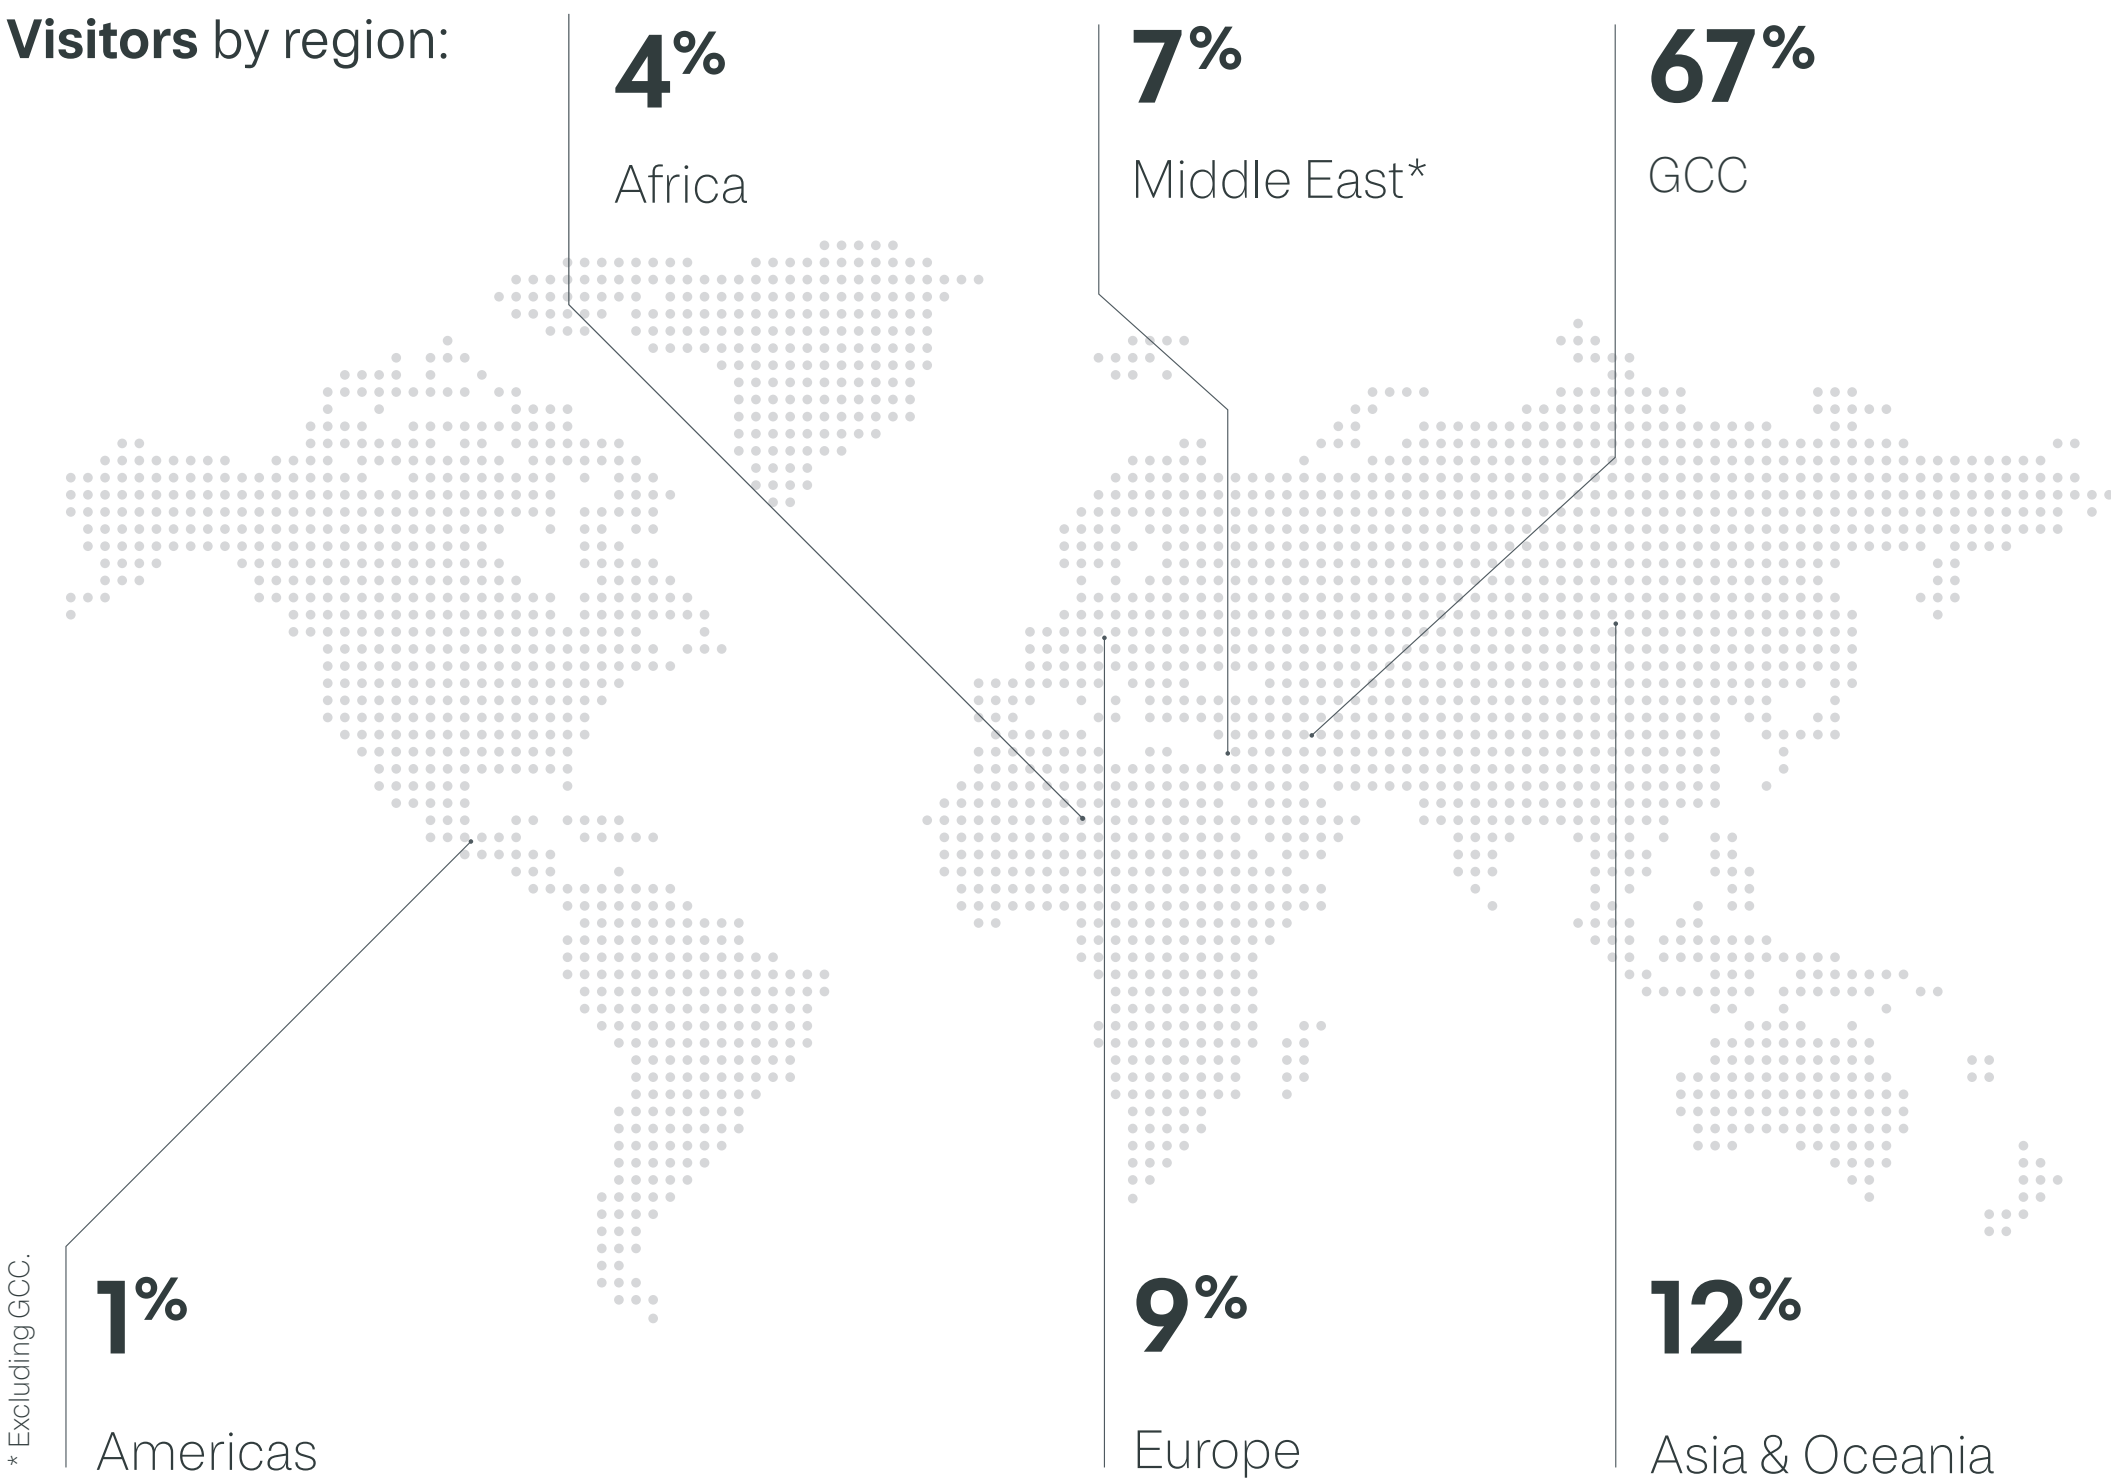 Visitors by region:
4%
Africa
7%
Middle East*
67%
GCC
1%
Americas
9%
Europe
12%
Asia & Oceania
* Excluding GCC.